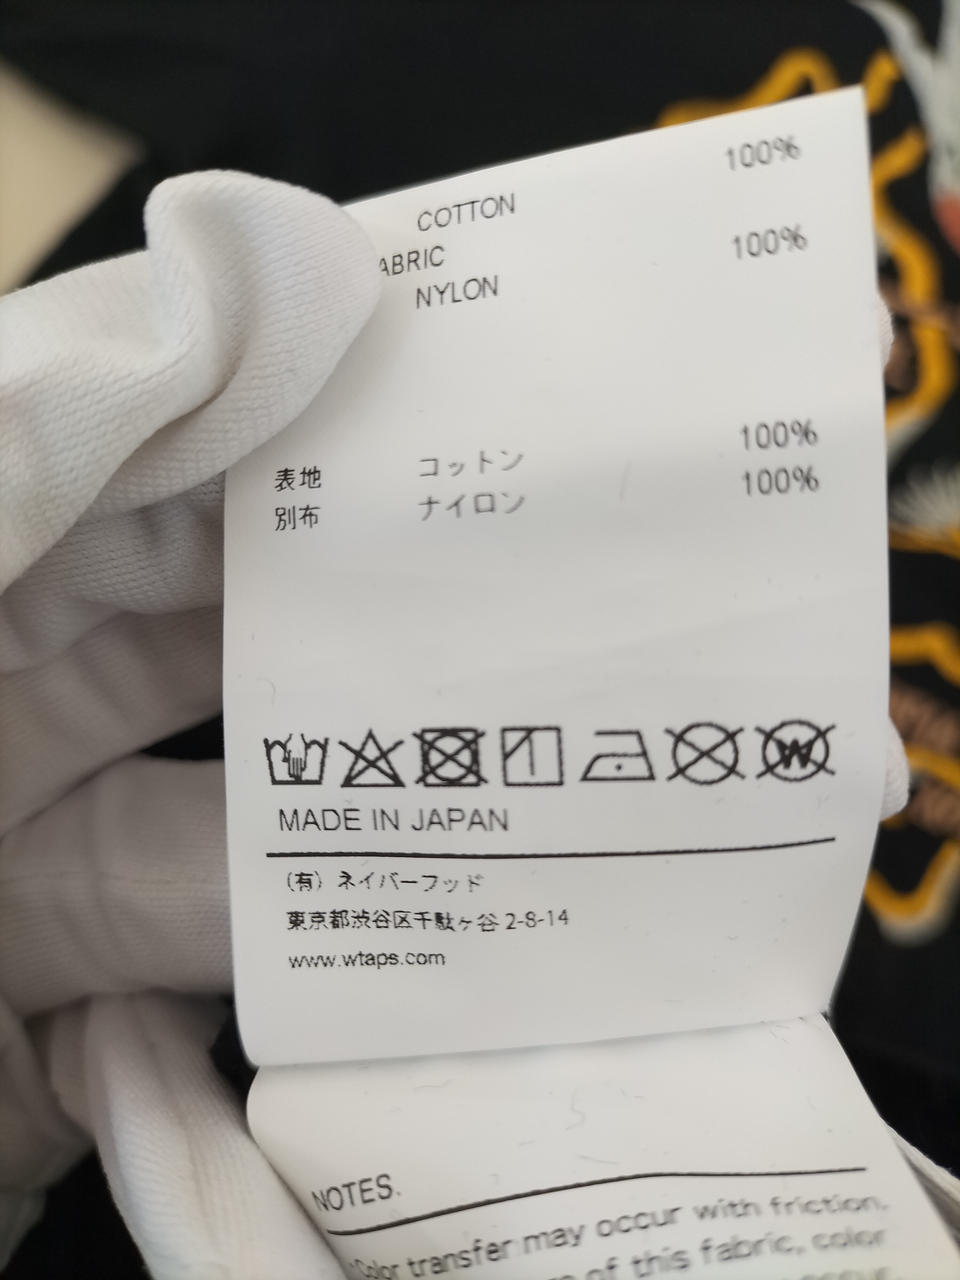 100%
COTTON
ABRIC 100%
NYLON
表地 コットン 100%
別布 ナイロン 100%
W
MADE IN JAPAN
(有) ネイバーフッド
東京都渋谷区千駄ヶ谷 2-8-14
www.wtaps.com
NOTES.
*Color transfer may occur with friction.
of this fabric, color